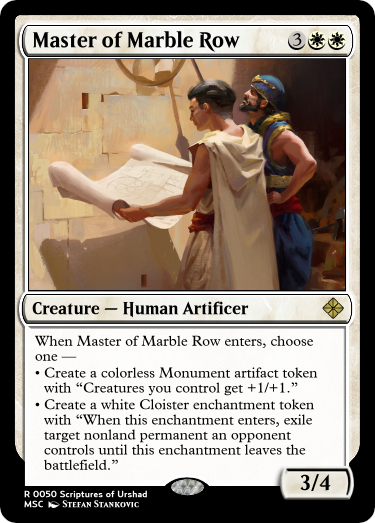 Master of Marble Row 3
Creature — Human Artificer
When Master of Marble Row enters, choose
one —
• Create a colorless Monument artifact token
with “Creatures you control get +1/+1.”
• Create a white Cloister enchantment token
with “When this enchantment enters, exile
target nonland permanent an opponent
controls until this enchantment leaves the
battlefield.”
3/4
R 0050 Scriptures of Urshad
MSC Stefan Stankovic